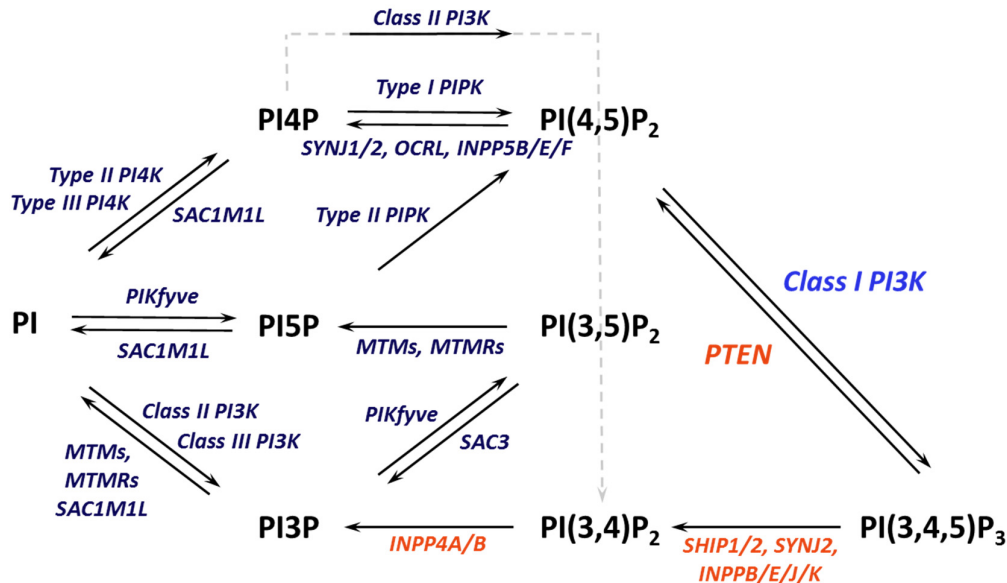 Class II PI3K
Type I PIPK
PI4P
PI(4,5)P2
SYNJ1/2, OCRL, INPP5B/E/F
Type II PI4K
Type III PI4K
SAC1M1L
Type II PIPK
Class I PI3K
PIKfyve
PI
PI5P
PI(3,5)P2
SAC1M1L
MTMs, MTMRs
PTEN
Class II PI3K
Class III PI3K
PIKfyve
SAC3
MTMs,
MTMRs
SAC1M1L
PI3P
PI(3,4)P2
PI(3,4,5)P3
INPP4A/B
SHIP1/2, SYNJ2,
INPPB/E/J/K